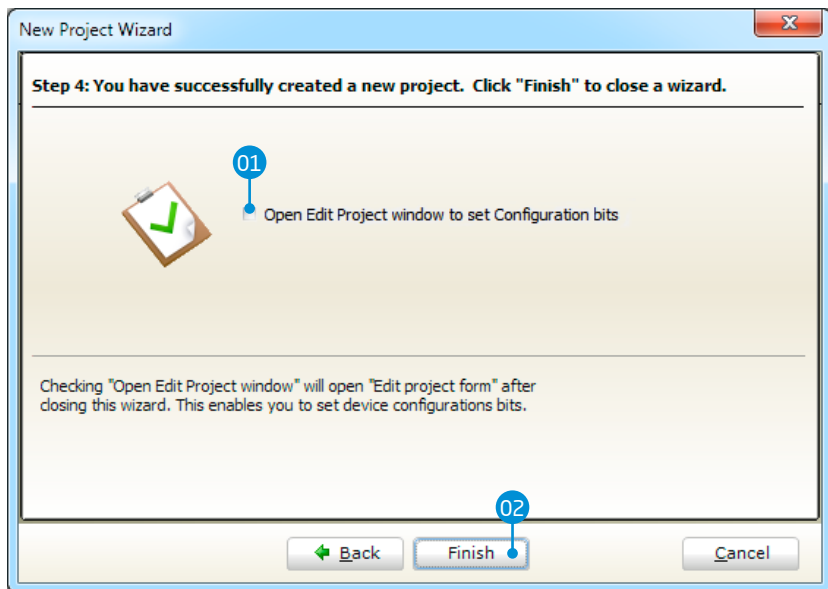 New Project Wizard
Step 4: You have successfully created a new project. Click "Finish" to close a wizard.
01
Open Edit Project window to set Configuration bits
Checking "Open Edit Project window" will open "Edit project form" after
closing this wizard. This enables you to set device configurations bits.
02
Back
Finish
Cancel